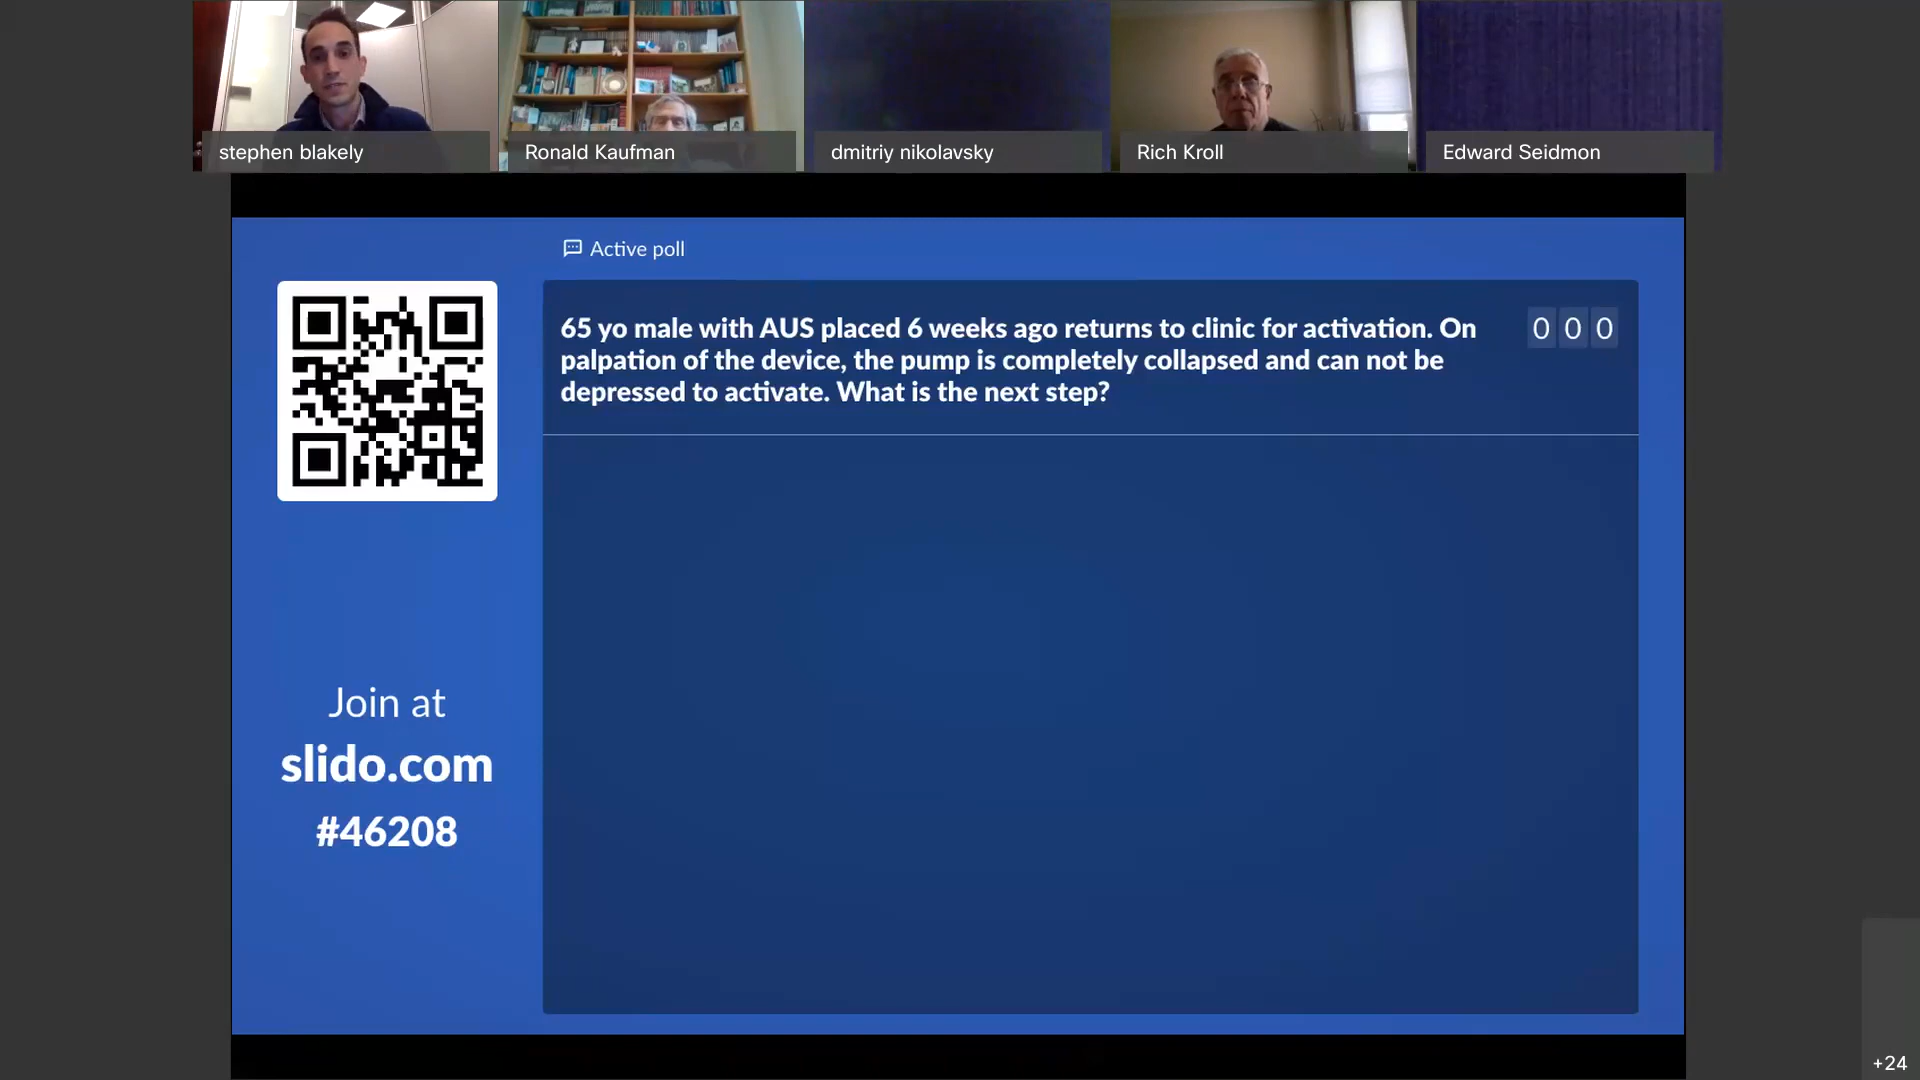 stephen blakely
Ronald Kaufman
dmitriy nikolavsky
Rich Kroll
Edward Seidmon
Active poll
65 yo male with AUS placed 6 weeks ago returns to clinic for activation. On
palpation of the device, the pump is completely collapsed and can not be
depressed to activate. What is the next step?
0 0 0
Join at
slido.com
#46208
+24